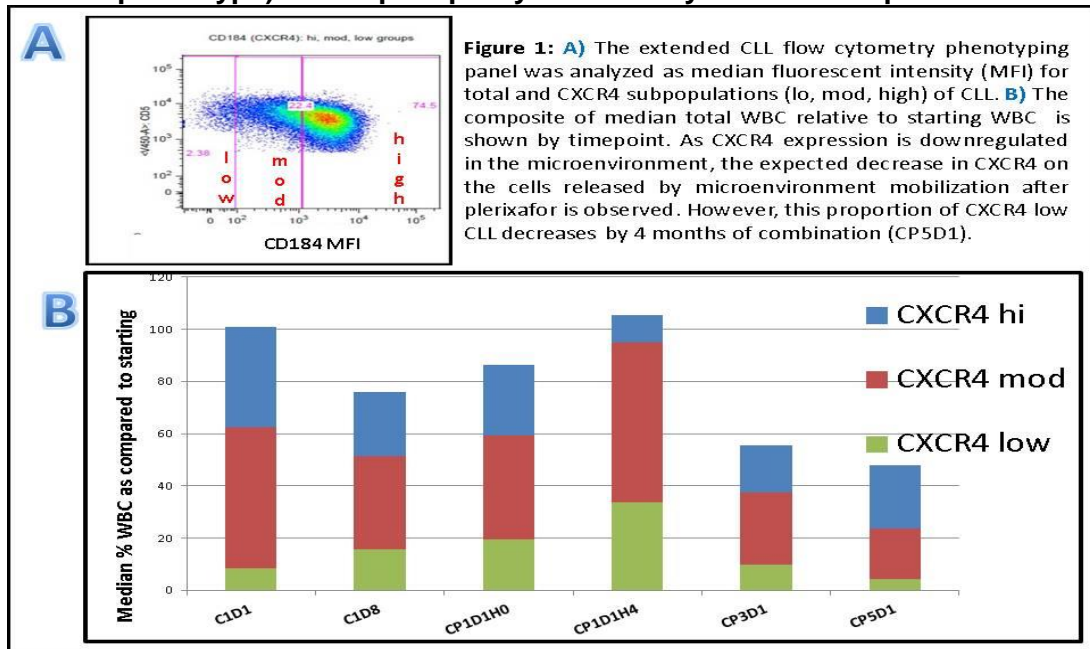 A
CD184 (CXCR4): hi, mod, low groups
<V450-A>: CD5
10⁵
10⁴
10³
10²
0
22.4
74.5
2.38
low
mod
high
0 10² 10³ 10⁴ 10⁵
CD184 MFI
Figure 1: A) The extended CLL flow cytometry phenotyping
panel was analyzed as median fluorescent intensity (MFI) for
total and CXCR4 subpopulations (lo, mod, high) of CLL. B) The
composite of median total WBC relative to starting WBC is
shown by timepoint. As CXCR4 expression is downregulated
in the microenvironment, the expected decrease in CXCR4 on
the cells released by microenvironment mobilization after
plerixafor is observed. However, this proportion of CXCR4 low
CLL decreases by 4 months of combination (CP5D1).
B
Median % WBC as compared to starting
120
100
80
60
40
20
0
CXCR4 hi
CXCR4 mod
CXCR4 low
C1D1 C1D8 CP1D1H0 CP1D1H4 CP3D1 CP5D1